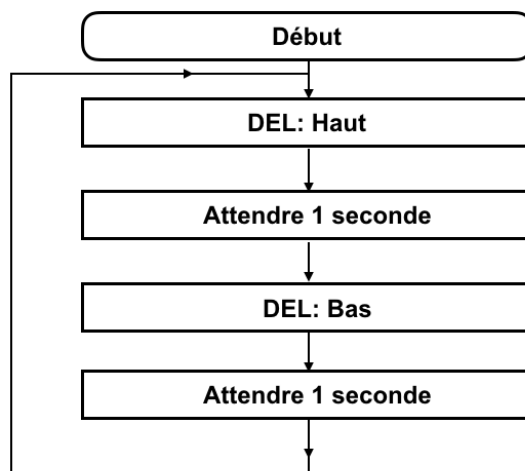 Début
DEL: Haut
Attendre 1 seconde
DEL: Bas
Attendre 1 seconde